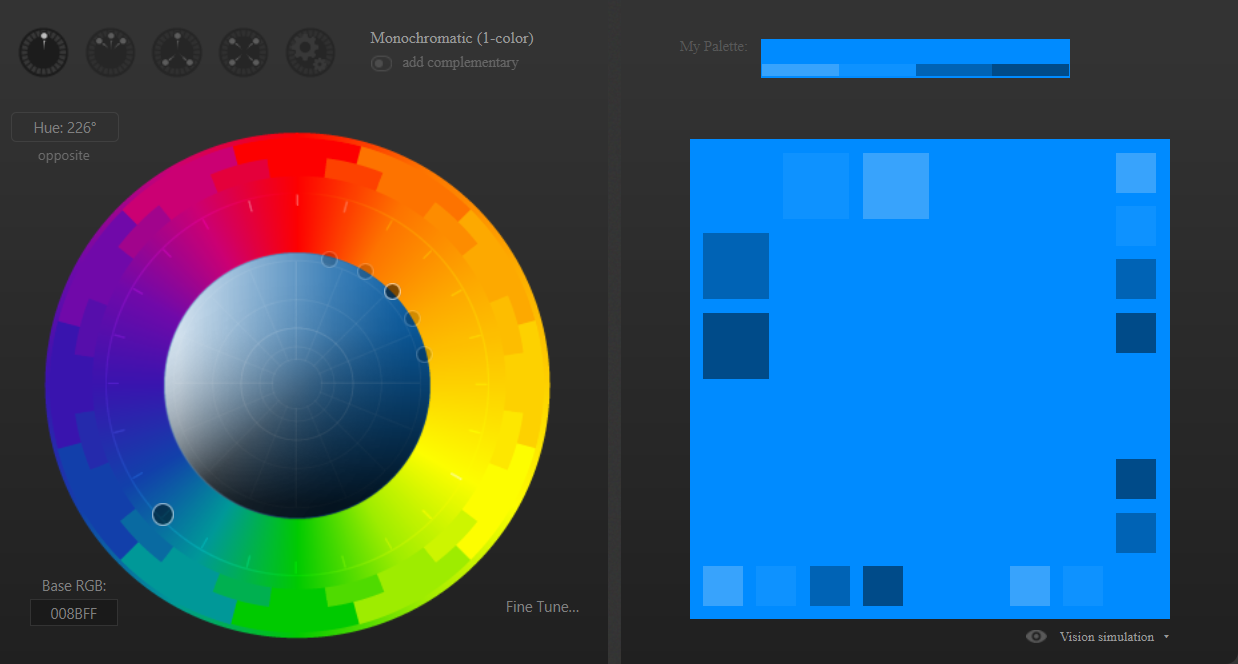 Monochromatic (1-color)
add complementary
Hue: 226°
opposite
Base RGB:
008BFF
Fine Tune...
My Palette:
Vision simulation